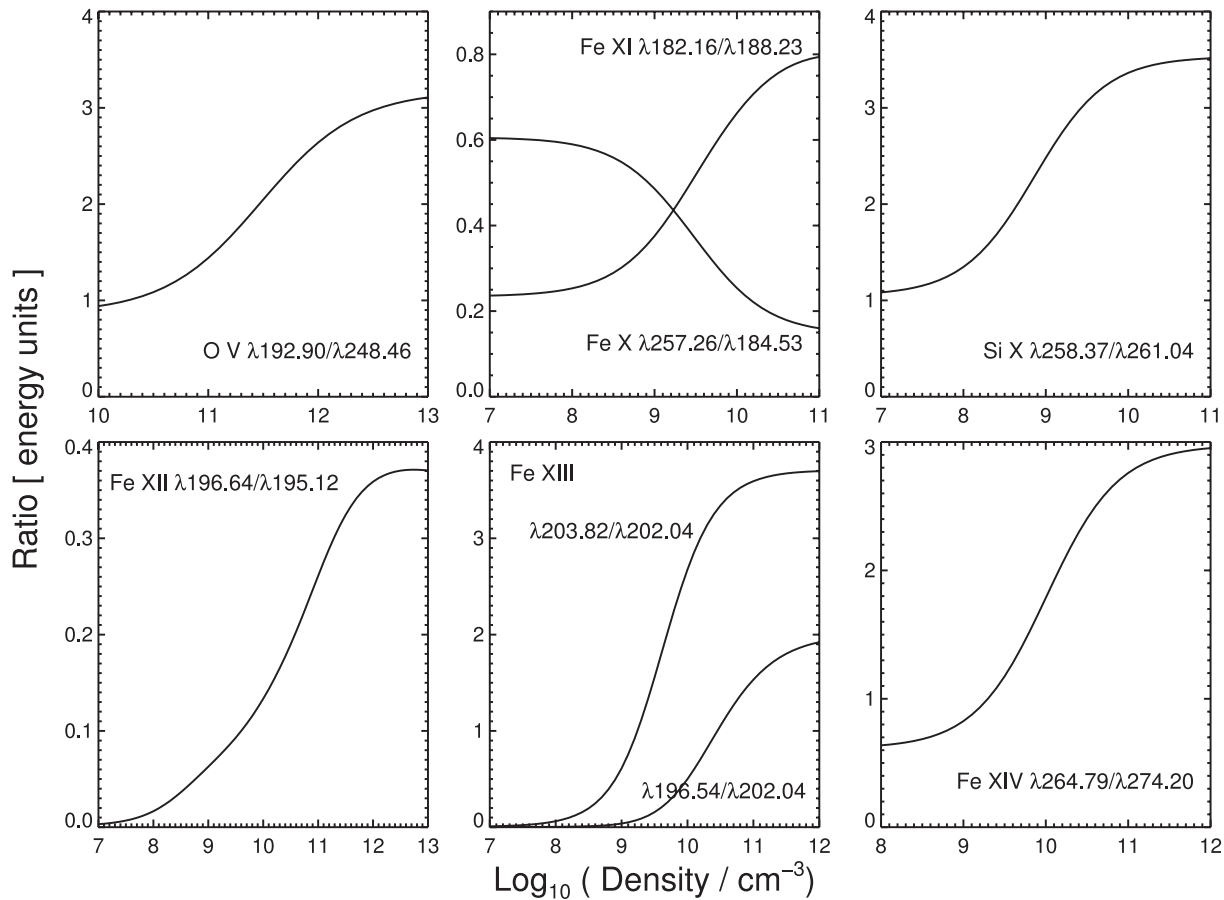 Ratio [ energy units ]
4
3
2
1
0
10 11 12 13
O V λ192.90/λ248.46
0.8
0.6
0.4
0.2
0.0
7 8 9 10 11
Fe XI λ182.16/λ188.23
Fe X λ257.26/λ184.53
4
3
2
1
0
7 8 9 10 11
Si X λ258.37/λ261.04
0.4
0.3
0.2
0.1
0.0
7 8 9 10 11 12 13
Fe XII λ196.64/λ195.12
4
3
2
1
0
7 8 9 10 11 12
Fe XIII
λ203.82/λ202.04
λ196.54/λ202.04
3
2
1
0
8 9 10 11 12
Fe XIV λ264.79/λ274.20
Log₁₀ ( Density / cm⁻³)